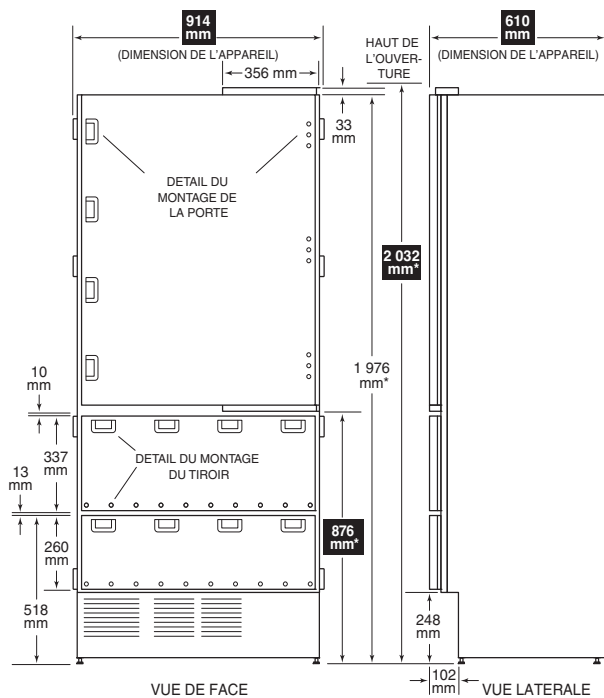 914
mm
(DIMENSION DE L'APPAREIL)
356 mm
HAUT DE
L'OUVER-
TURE
610
mm
(DIMENSION DE L'APPAREIL)
33
mm
DETAIL DU
MONTAGE DE
LA PORTE
2 032
mm*
1 976
mm*
10
mm
337
mm
DETAIL DU MONTAGE
DU TIROIR
13
mm
876
mm*
260
mm
518
mm
248
mm
102
mm
VUE DE FACE
VUE LATERALE